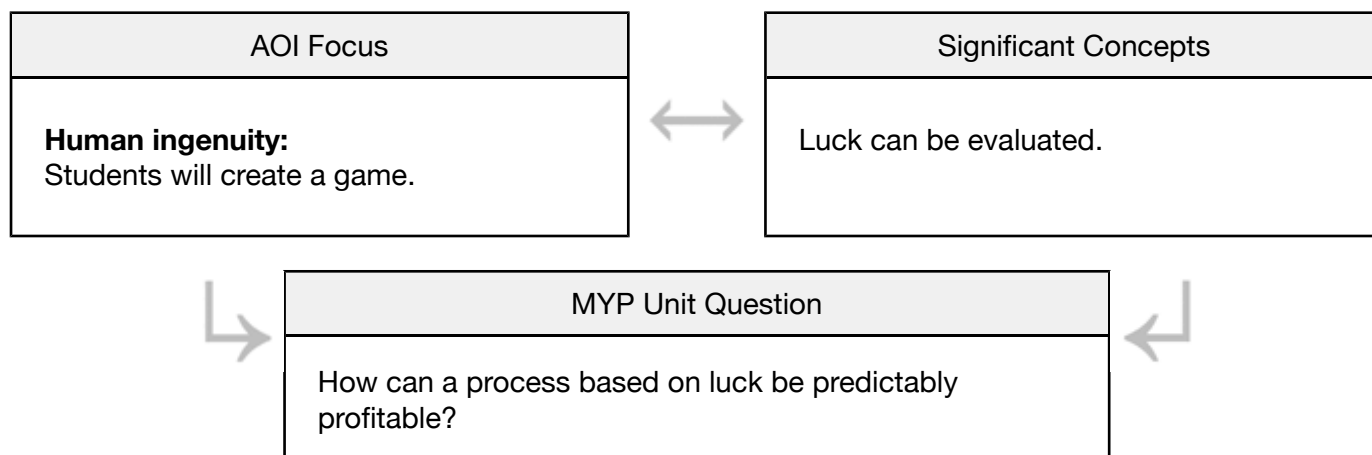 AOI Focus
Human ingenuity:
Students will create a game.
Significant Concepts
Luck can be evaluated.
MYP Unit Question
How can a process based on luck be predictably
profitable?